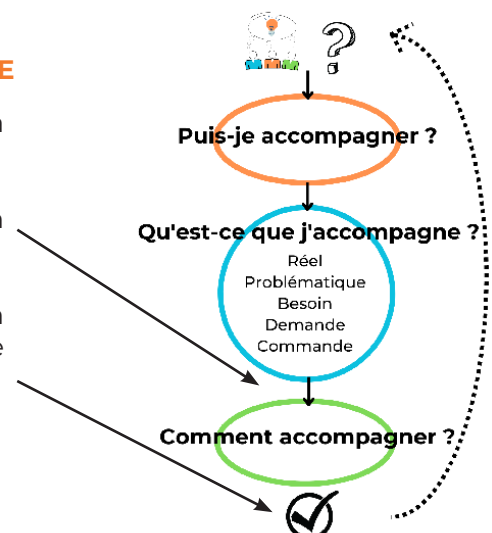 E
?
Puis-je accompagner ?
Qu'est-ce que j'accompagne ?
Réel
Problématique
Besoin
Demande
Commande
Comment accompagner ?